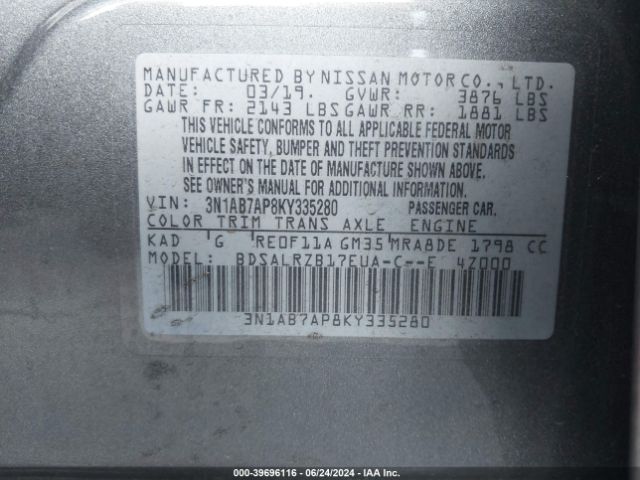 MANUFACTURED BY NISSAN MOTOR CO., LTD.
DATE: 03/19. GVWR: 3876 LBS
GAWR FR: 2143 LBS GAWR RR: 1881 LBS
THIS VEHICLE CONFORMS TO ALL APPLICABLE FEDERAL MOTOR
VEHICLE SAFETY, BUMPER AND THEFT PREVENTION STANDARDS
IN EFFECT ON THE DATE OF MANUFACTURE SHOWN ABOVE.
SEE OWNER'S MANUAL FOR ADDITIONAL INFORMATION.
VIN: 3N1AB7AP8KY335280 PASSENGER CAR.
COLOR TRIM TRANS AXLE ENGINE
KAD G RE0F11A GM35 MRA8DE 1798 CC
MODEL: BDSALRZB17EUA-C--E 4Z000
3N1AB7AP8KY335280
000-39696116 - 06/24/2024 - IAA Inc.